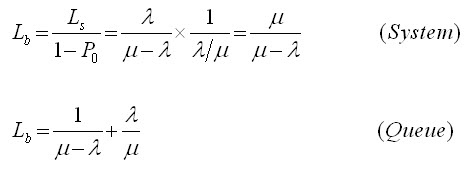 L_b = L_s / (1 − P_0) = λ / (μ − λ) × 1 / (λ/μ) = μ / (μ − λ) (System)
L_b = 1 / (μ − λ) + λ / μ (Queue)